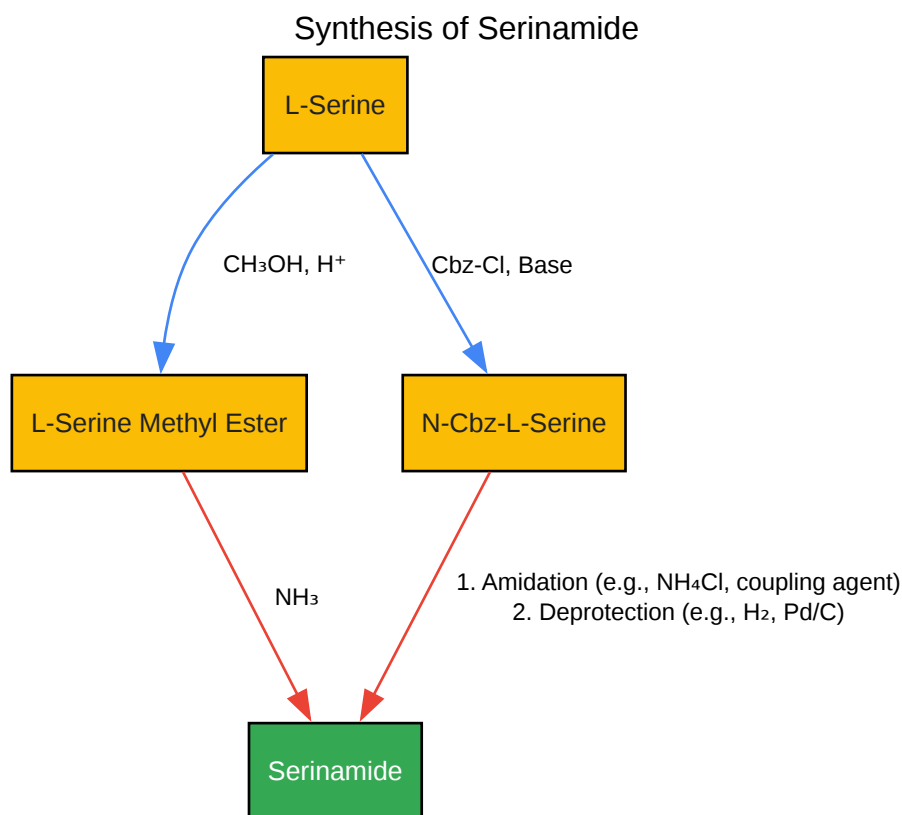 Synthesis of Serinamide
L-Serine
CH₃OH, H⁺
Cbz-Cl, Base
L-Serine Methyl Ester
N-Cbz-L-Serine
NH₃
1. Amidation (e.g., NH₄Cl, coupling agent)
2. Deprotection (e.g., H₂, Pd/C)
Serinamide